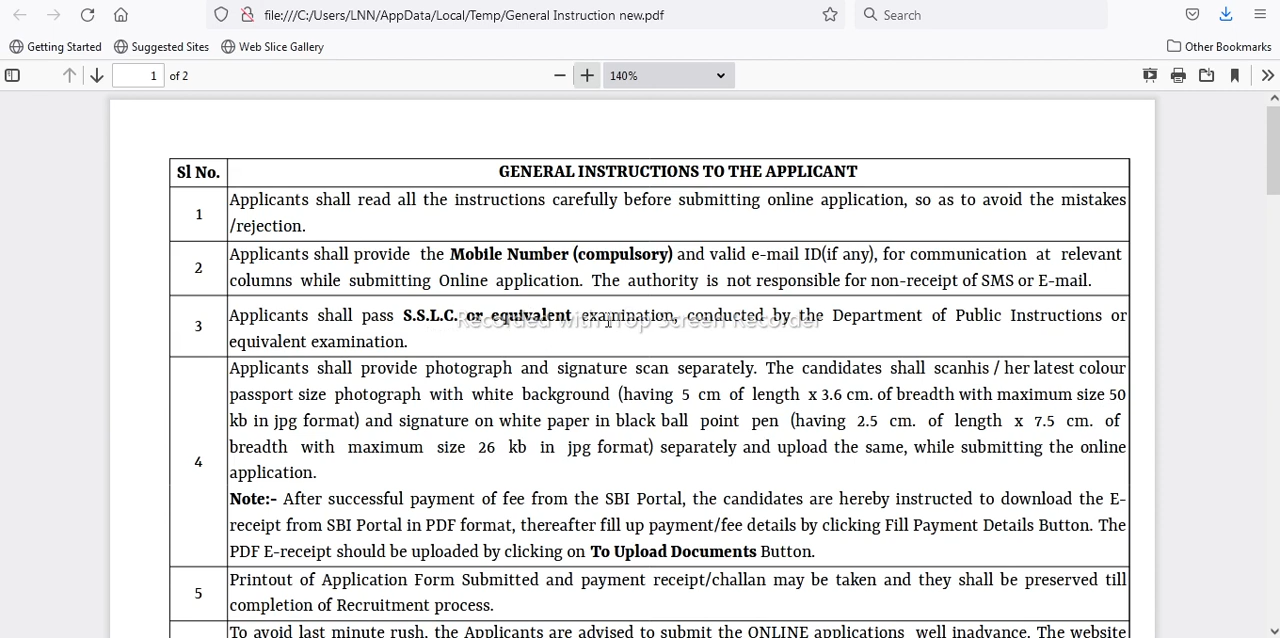 file:///C:/Users/LNN/AppData/Local/Temp/General Instruction new.pdf
Search
Getting Started
Suggested Sites
Web Slice Gallery
Other Bookmarks
1
of 2
140%
Sl No.
GENERAL INSTRUCTIONS TO THE APPLICANT
1
Applicants shall read all the instructions carefully before submitting online application, so as to avoid the mistakes
/rejection.
2
Applicants shall provide the Mobile Number (compulsory) and valid e-mail ID(if any), for communication at relevant
columns while submitting Online application. The authority is not responsible for non-receipt of SMS or E-mail.
3
Applicants shall pass S.S.L.C. or equivalent examination, conducted by the Department of Public Instructions or
equivalent examination.
Recorded with iTop Screen Recorder
4
Applicants shall provide photograph and signature scan separately. The candidates shall scanhis / her latest colour
passport size photograph with white background (having 5 cm of length x 3.6 cm. of breadth with maximum size 50
kb in jpg format) and signature on white paper in black ball point pen (having 2.5 cm. of length x 7.5 cm. of
breadth with maximum size 26 kb in jpg format) separately and upload the same, while submitting the online
application.
Note:- After successful payment of fee from the SBI Portal, the candidates are hereby instructed to download the E-
receipt from SBI Portal in PDF format, thereafter fill up payment/fee details by clicking Fill Payment Details Button. The
PDF E-receipt should be uploaded by clicking on To Upload Documents Button.
5
Printout of Application Form Submitted and payment receipt/challan may be taken and they shall be preserved till
completion of Recruitment process.
To avoid last minute rush, the Applicants are advised to submit the ONLINE applications well inadvance. The website